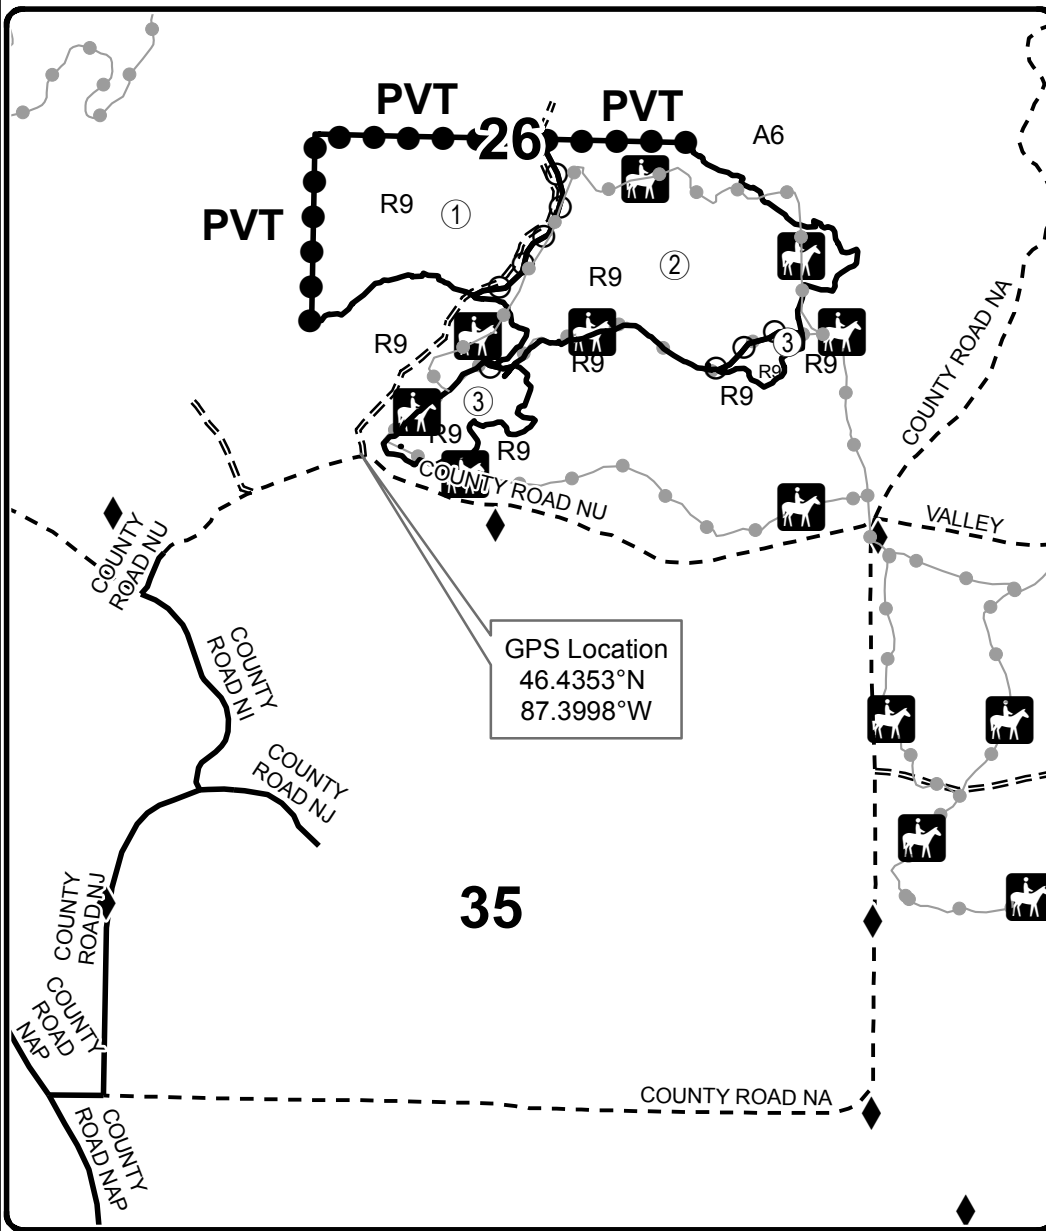 PVT
PVT
26
A6
R9
1
PVT
R9
2
R9
R9
3
R9
R9
R9
3
R9
R9
COUNTY ROAD NA
COUNTY ROAD NU
VALLEY
COUNTY
ROAD NU
GPS Location
46.4353°N
87.3998°W
COUNTY
ROAD NI
COUNTY
ROAD NJ
35
COUNTY
ROAD NJ
COUNTY
ROAD
NAP
COUNTY ROAD NA
COUNTY
ROAD NAP